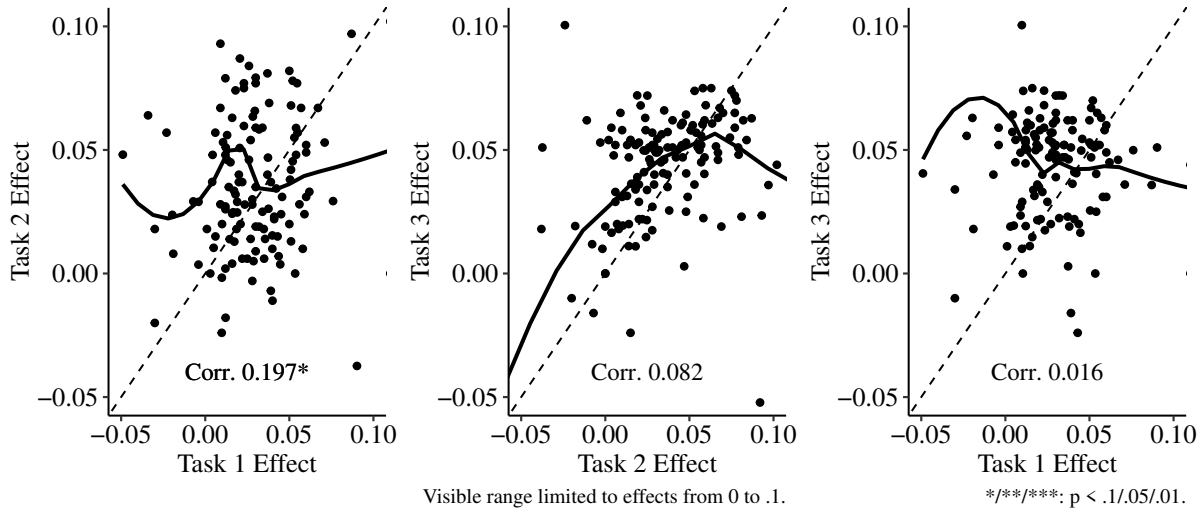 0.10
0.05
0.00
−0.05
Task 2 Effect
Corr. 0.197*
−0.05 0.00 0.05 0.10
Task 1 Effect
0.10
0.05
0.00
−0.05
Task 3 Effect
Corr. 0.082
−0.05 0.00 0.05 0.10
Task 2 Effect
0.10
0.05
0.00
−0.05
Task 3 Effect
Corr. 0.016
−0.05 0.00 0.05 0.10
Task 1 Effect
Visible range limited to effects from 0 to .1.
*/**/***: p < .1/.05/.01.